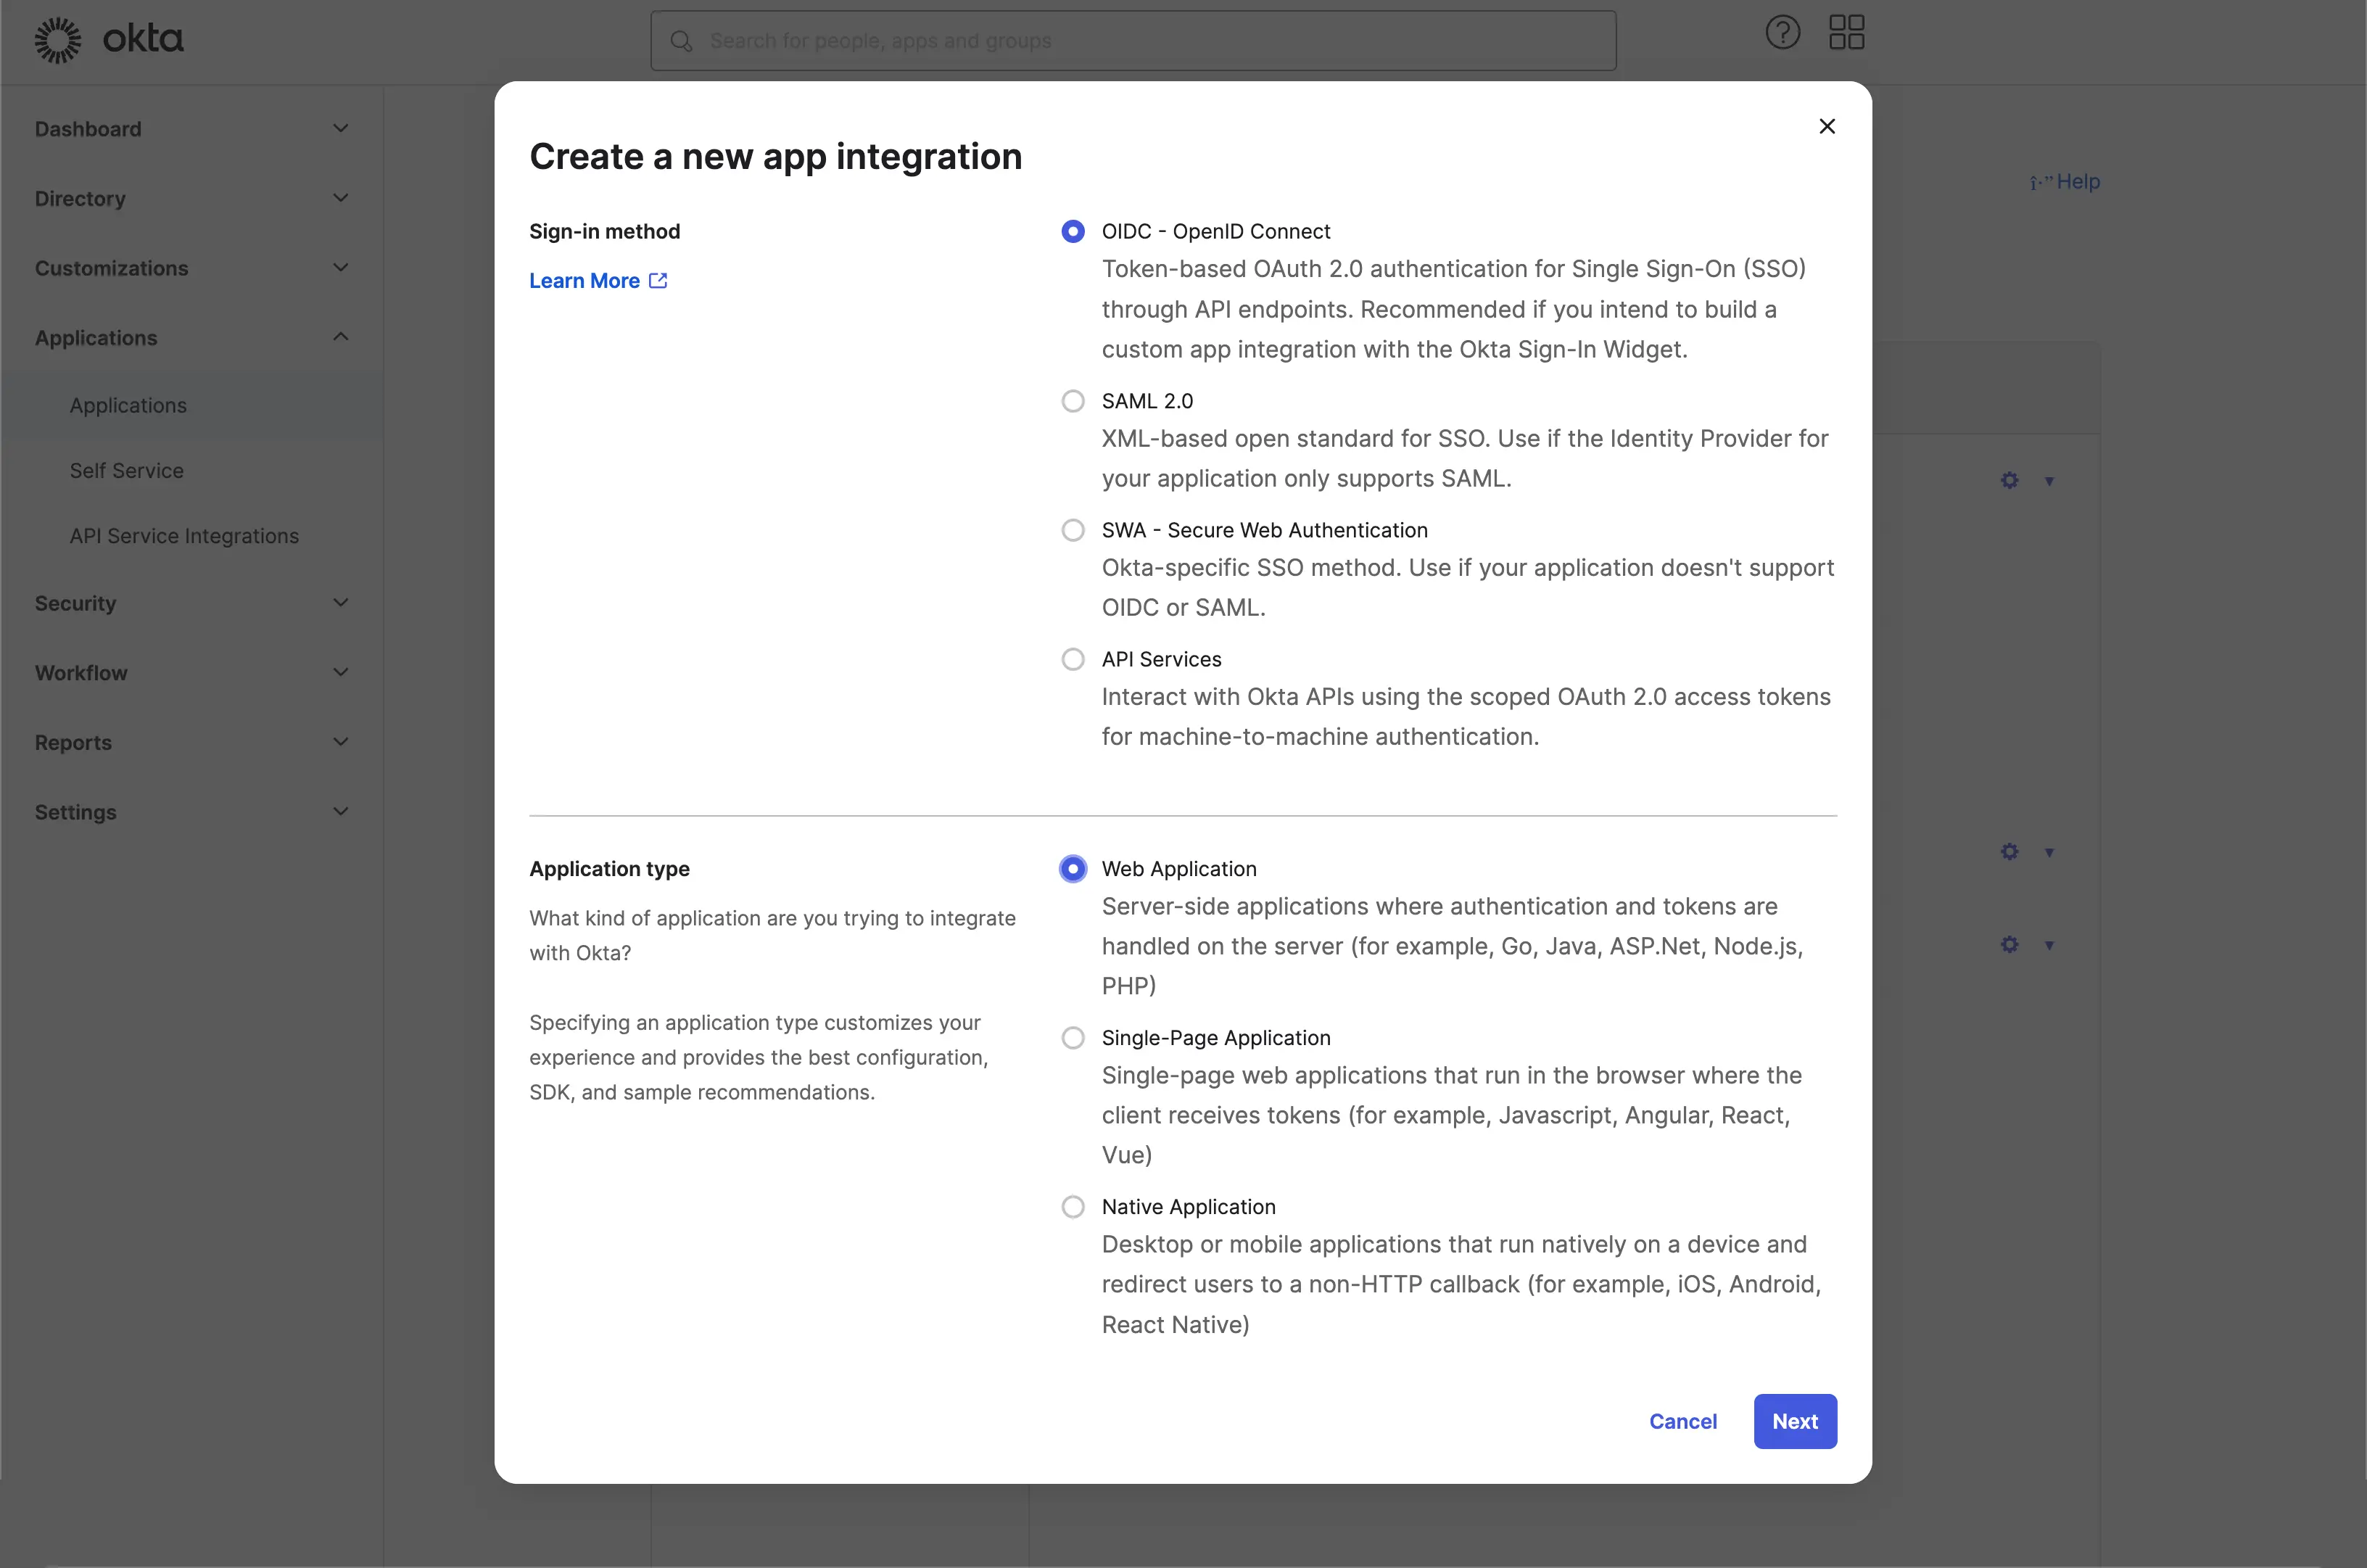 okta
Search for people, apps and groups
Dashboard
Directory
Customizations
Applications
Applications
Self Service
API Service Integrations
Security
Workflow
Reports
Settings
Help
Create a new app integration
Sign-in method
Learn More
OIDC - OpenID Connect
Token-based OAuth 2.0 authentication for Single Sign-On (SSO)
through API endpoints. Recommended if you intend to build a
custom app integration with the Okta Sign-In Widget.
SAML 2.0
XML-based open standard for SSO. Use if the Identity Provider for
your application only supports SAML.
SWA - Secure Web Authentication
Okta-specific SSO method. Use if your application doesn't support
OIDC or SAML.
API Services
Interact with Okta APIs using the scoped OAuth 2.0 access tokens
for machine-to-machine authentication.
Application type
What kind of application are you trying to integrate
with Okta?
Specifying an application type customizes your
experience and provides the best configuration,
SDK, and sample recommendations.
Web Application
Server-side applications where authentication and tokens are
handled on the server (for example, Go, Java, ASP.Net, Node.js,
PHP)
Single-Page Application
Single-page web applications that run in the browser where the
client receives tokens (for example, Javascript, Angular, React,
Vue)
Native Application
Desktop or mobile applications that run natively on a device and
redirect users to a non-HTTP callback (for example, iOS, Android,
React Native)
Cancel
Next